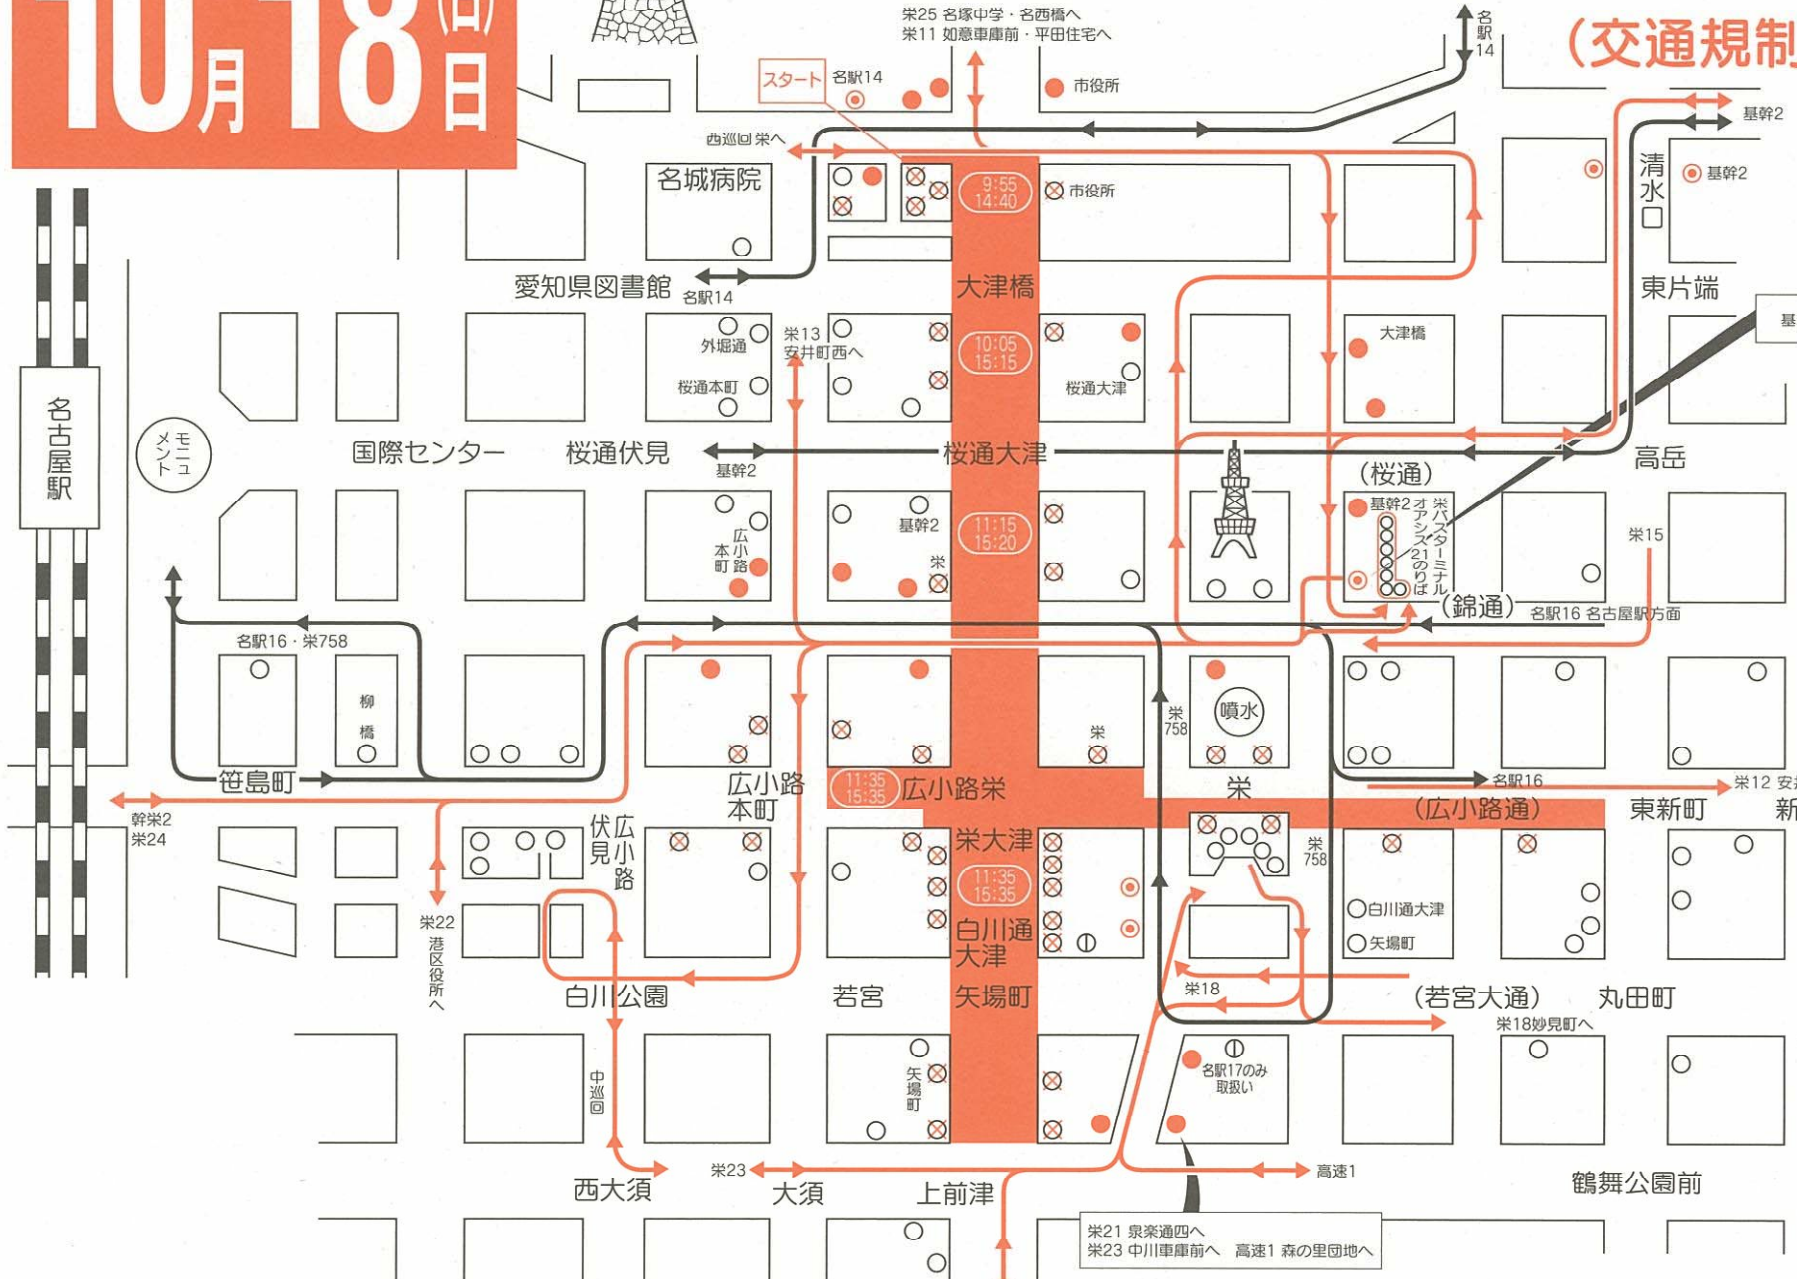 10月18日(日)
(交通規制
栄25 名塚中学・名西橋へ
栄11 如意車庫前・平田住宅へ
名駅14
スタート
名駅14
市役所
基幹2
西巡回 栄へ
名城病院
9:55
14:40
市役所
清水口
基幹2
愛知県図書館
名駅14
大津橋
東片端
外堀通
栄13
安井町西へ
10:05
15:15
大津橋
基
桜通本町
桜通大津
名古屋駅
モニュメント
国際センター
桜通伏見
基幹2
桜通大津
(桜通)
高岳
広小路本町
基幹2
栄
11:15
15:20
基幹2
栄バスターミナル
オアシス21のりば
栄15
(錦通)
名駅16 名古屋駅方面
名駅16・栄758
柳橋
栄
栄758
噴水
笹島町
広小路
本町
11:35
15:35
広小路栄
栄
名駅16
栄12 安井
(広小路通)
東新町
新
幹栄2
栄24
広小路
伏見
栄大津
栄758
11:35
15:35
白川通大津
矢場町
栄22
港区役所へ
白川通
大津
白川公園
若宮
矢場町
栄18
(若宮大通)
丸田町
栄18妙見町へ
中巡回
矢場町
名駅17のみ
取扱い
栄23
高速1
西大須
大須
上前津
鶴舞公園前
栄21 泉楽通四へ
栄23 中川車庫前へ 高速1 森の里団地へ